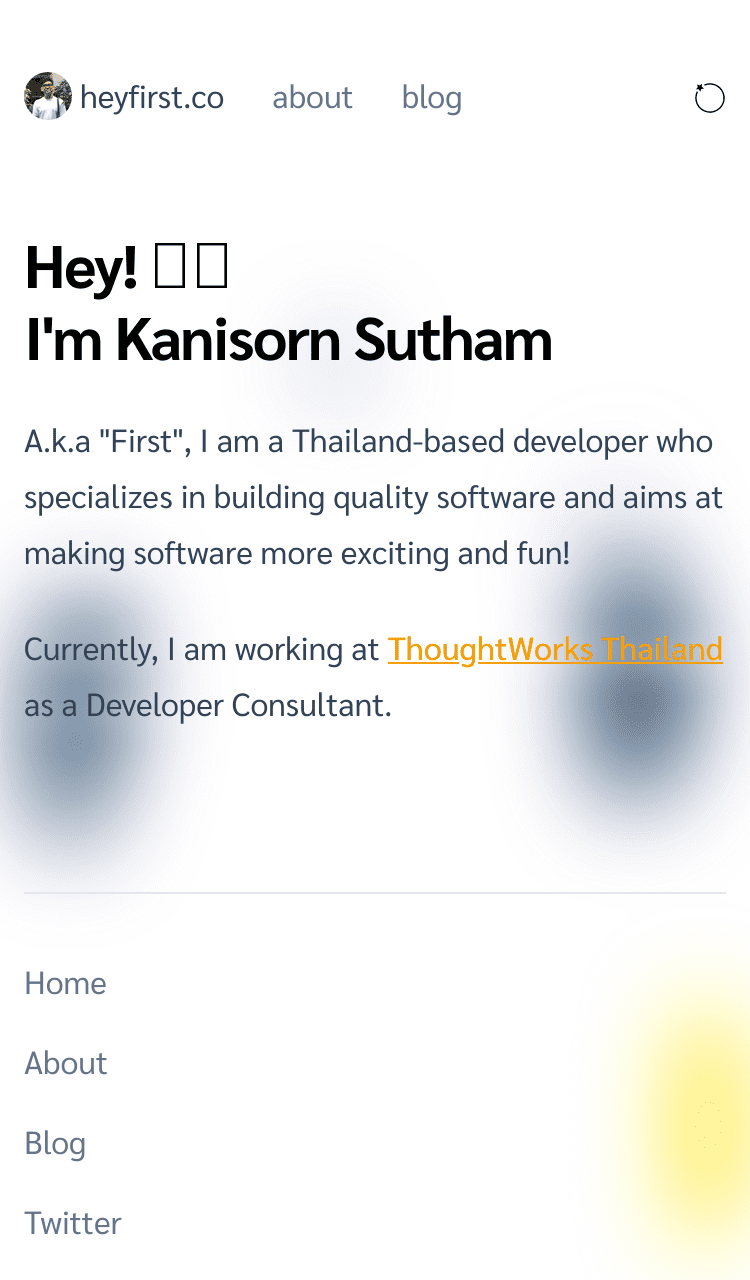 heyfirst.co about blog
Hey!
I'm Kanisorn Sutham
A.k.a "First", I am a Thailand-based developer who
specializes in building quality software and aims at
making software more exciting and fun!
Currently, I am working at ThoughtWorks Thailand
as a Developer Consultant.
Home
About
Blog
Twitter